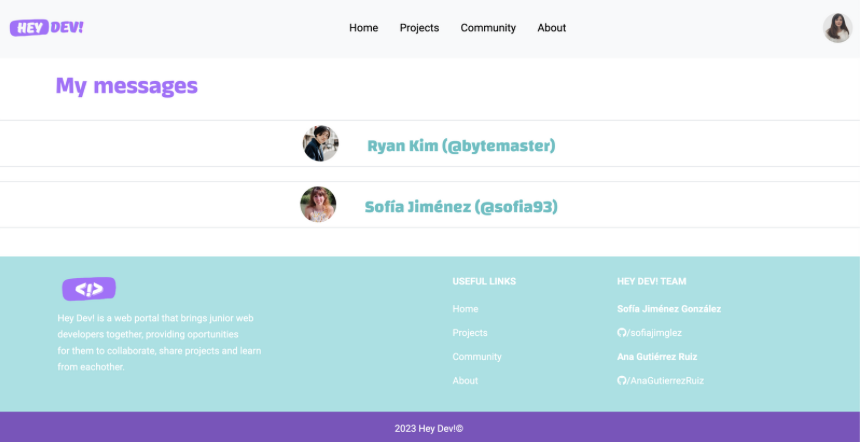 HEY DEV!
Home Projects Community About
My messages
Ryan Kim (@bytemaster)
Sofía Jiménez (@sofia93)
<!>
Hey Dev! is a web portal that brings junior web
developers together, providing oportunities
for them to collaborate, share projects and learn
from eachother.
USEFUL LINKS
Home
Projects
Community
About
HEY DEV! TEAM
Sofía Jiménez González
/sofiajimglez
Ana Gutiérrez Ruiz
/AnaGutierrezRuiz
2023 Hey Dev!©